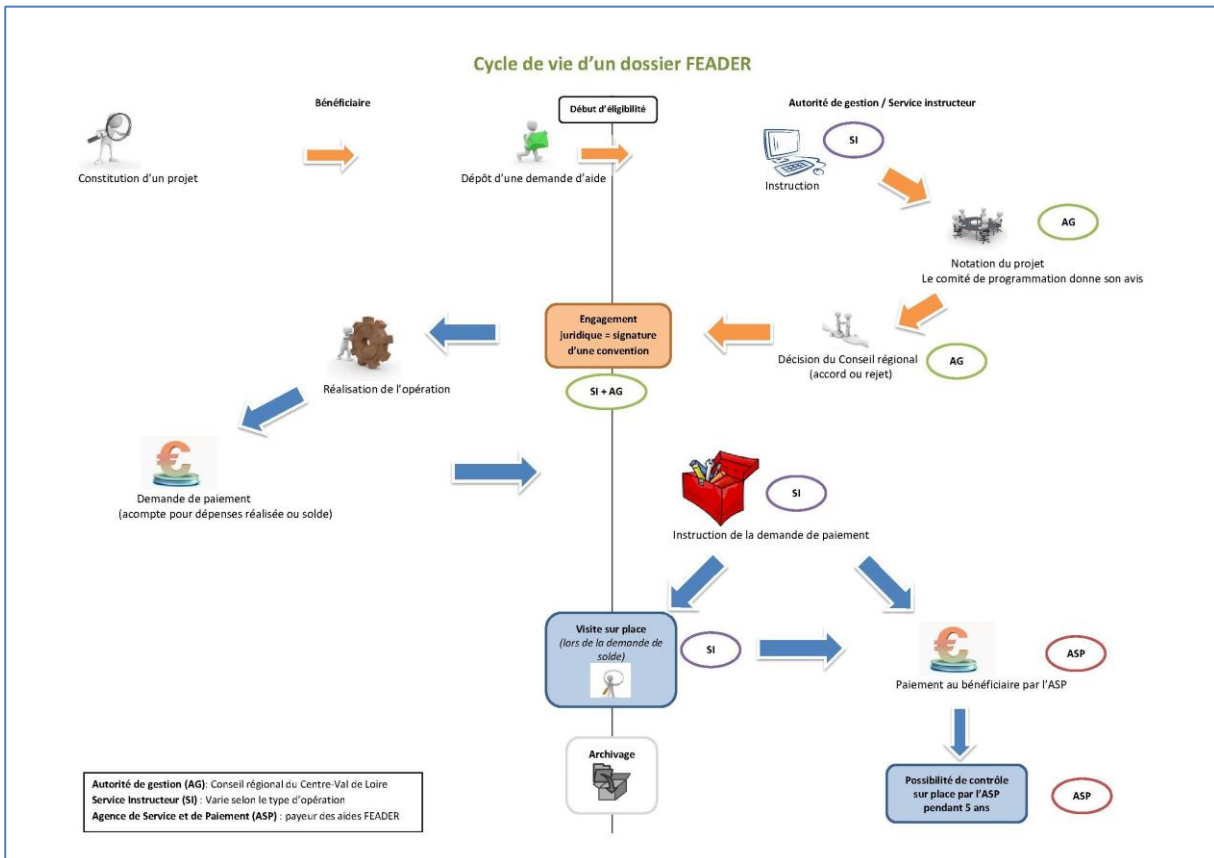 Cycle de vie d'un dossier FEADER
Bénéficiaire
Début d'éligibilité
Autorité de gestion / Service instructeur
SI
Constitution d'un projet
Dépôt d'une demande d'aide
Instruction
AG
Notation du projet
Le comité de programmation donne son avis
Engagement
juridique = signature
d'une convention
Décision du Conseil régional
(accord ou rejet)
AG
Réalisation de l'opération
SI + AG
Demande de paiement
(acompte pour dépenses réalisée ou solde)
SI
Instruction de la demande de paiement
Visite sur place
(lors de la demande de
solde)
SI
ASP
Paiement au bénéficiaire par l'ASP
Archivage
Possibilité de contrôle
sur place par l'ASP
pendant 5 ans
ASP
Autorité de gestion (AG): Conseil régional du Centre-Val de Loire
Service Instructeur (SI) : Varie selon le type d'opération
Agence de Service et de Paiement (ASP) : payeur des aides FEADER